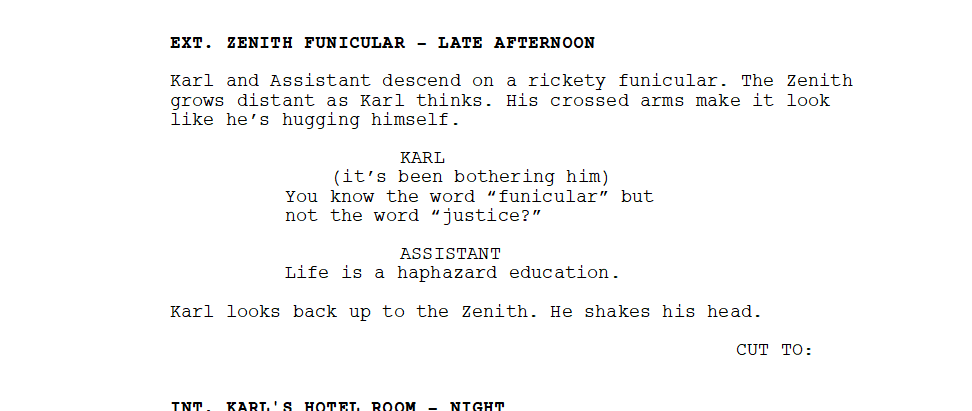 EXT. ZENITH FUNICULAR – LATE AFTERNOON
Karl and Assistant descend on a rickety funicular. The Zenith
grows distant as Karl thinks. His crossed arms make it look
like he’s hugging himself.
KARL
(it’s been bothering him)
You know the word “funicular” but
not the word “justice?”
ASSISTANT
Life is a haphazard education.
Karl looks back up to the Zenith. He shakes his head.
CUT TO:
INT. KARL'S HOTEL ROOM – NIGHT